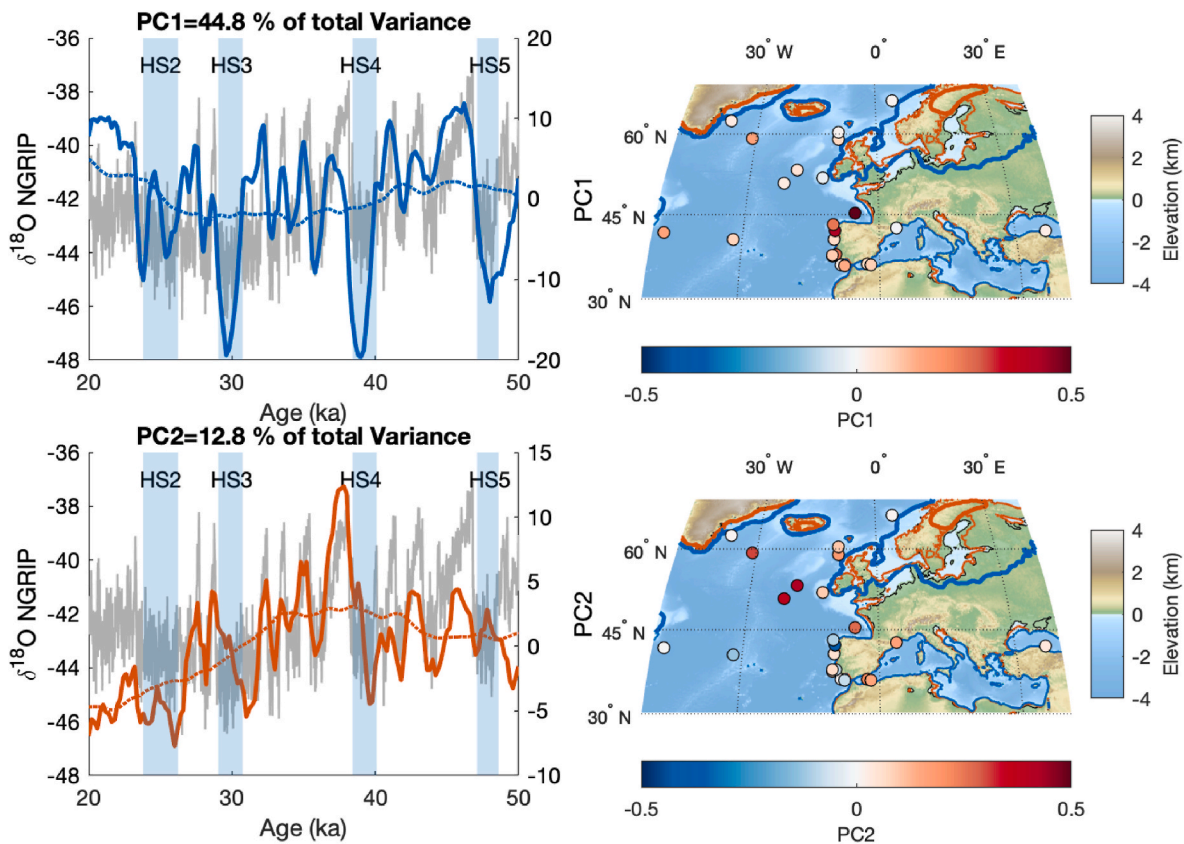 PC1=44.8 % of total Variance
-36
-38
-40
-42
-44
-46
-48
δ18O NGRIP
20
10
0
-10
-20
HS2
HS3
HS4
HS5
20
30
40
50
Age (ka)
30° W
0°
30° E
60° N
45° N
30° N
PC1
4
2
0
-2
-4
Elevation (km)
-0.5
0
0.5
PC1
PC2=12.8 % of total Variance
-36
-38
-40
-42
-44
-46
-48
δ18O NGRIP
15
10
5
0
-5
-10
HS2
HS3
HS4
HS5
20
30
40
50
Age (ka)
30° W
0°
30° E
60° N
45° N
30° N
PC2
4
2
0
-2
-4
Elevation (km)
-0.5
0
0.5
PC2